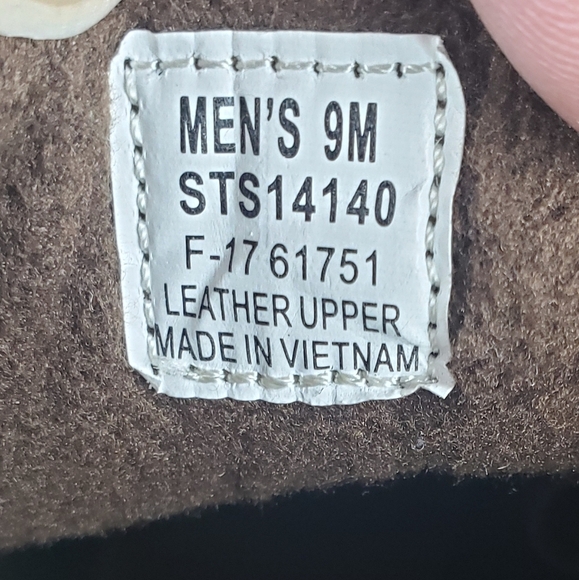 MEN'S 9M
STS14140
F-17 61751
LEATHER UPPER
MADE IN VIETNAM